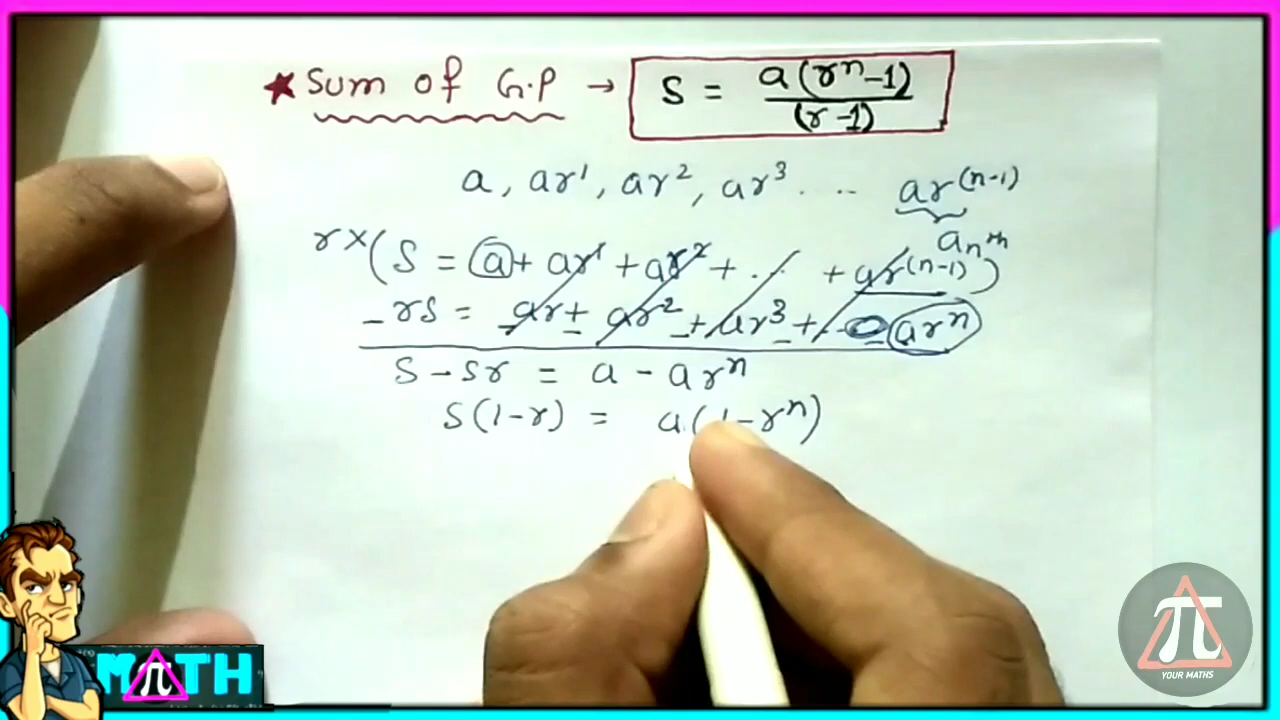 ★ Sum of G.P → S = a(rⁿ-1)/(r-1)
a, ar¹, ar², ar³ . . . . ar⁽ⁿ⁻¹⁾
aₙᵗʰ
r×(S = a + ar¹ + ar² + . . . + ar⁽ⁿ⁻¹⁾)
- rS = ar + ar² + ar³ + arⁿ
S - Sr = a - arⁿ
S(1-r) = a(1-rⁿ)
MATH
π
YOUR MATHS